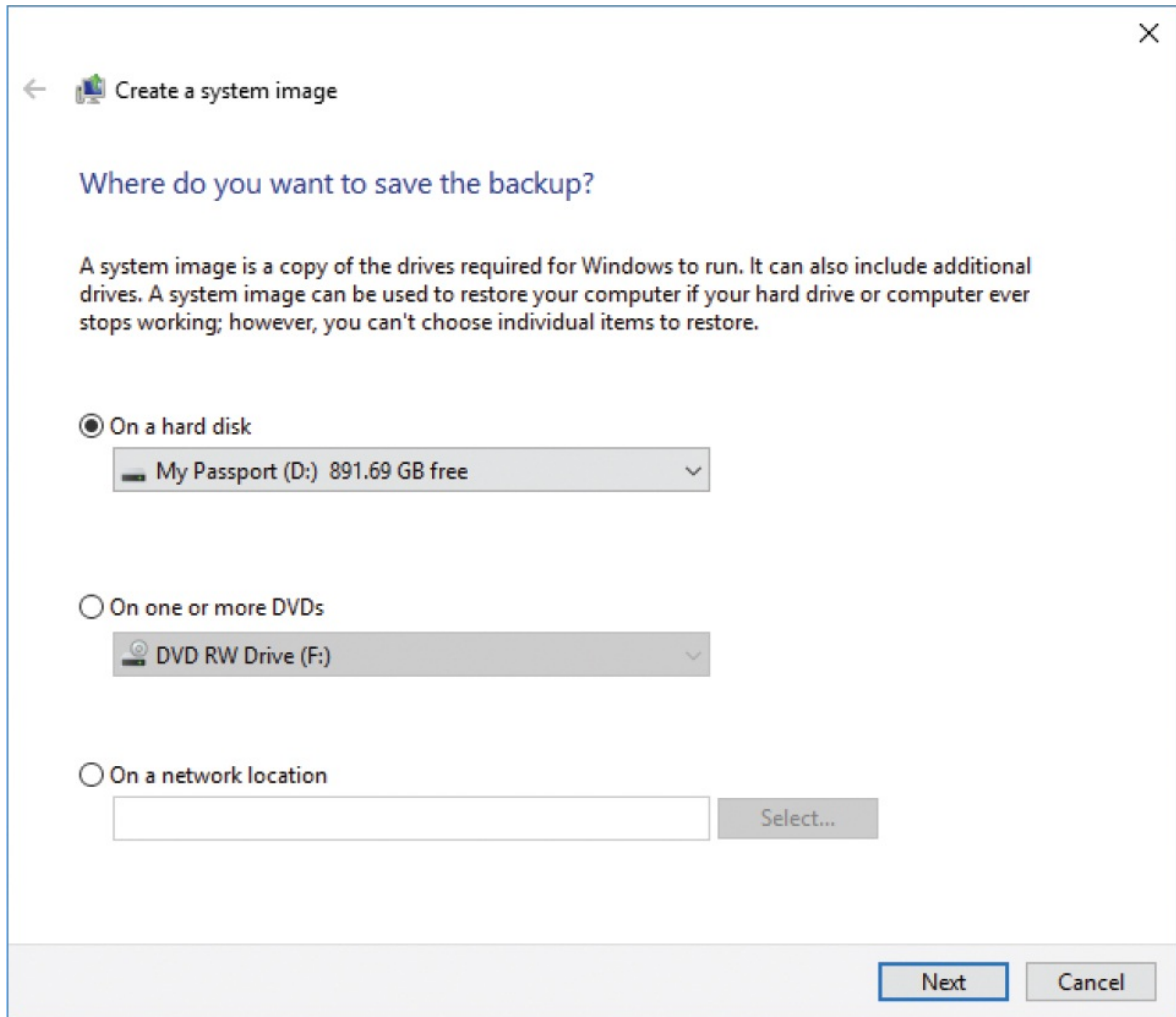 Create a system image
Where do you want to save the backup?
A system image is a copy of the drives required for Windows to run. It can also include additional
drives. A system image can be used to restore your computer if your hard drive or computer ever
stops working; however, you can't choose individual items to restore.
On a hard disk
My Passport (D:)  891.69 GB free
On one or more DVDs
DVD RW Drive (F:)
On a network location
Select...
Next
Cancel